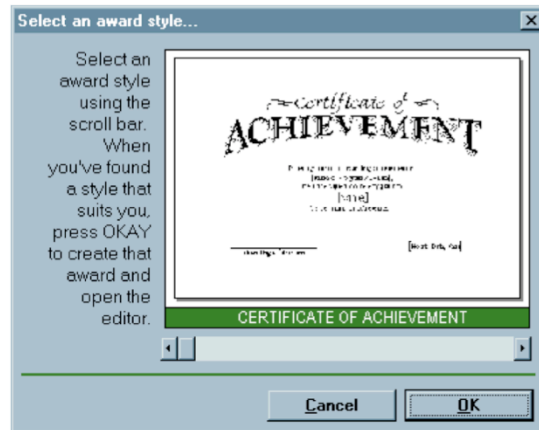 Select an award style...
Select an
award style
using the
scroll bar.
When
you've found
a style that
suits you,
press OKAY
to create that
award and
open the
editor.
Certificate of
ACHIEVEMENT
[Name]
CERTIFICATE OF ACHIEVEMENT
Cancel
OK